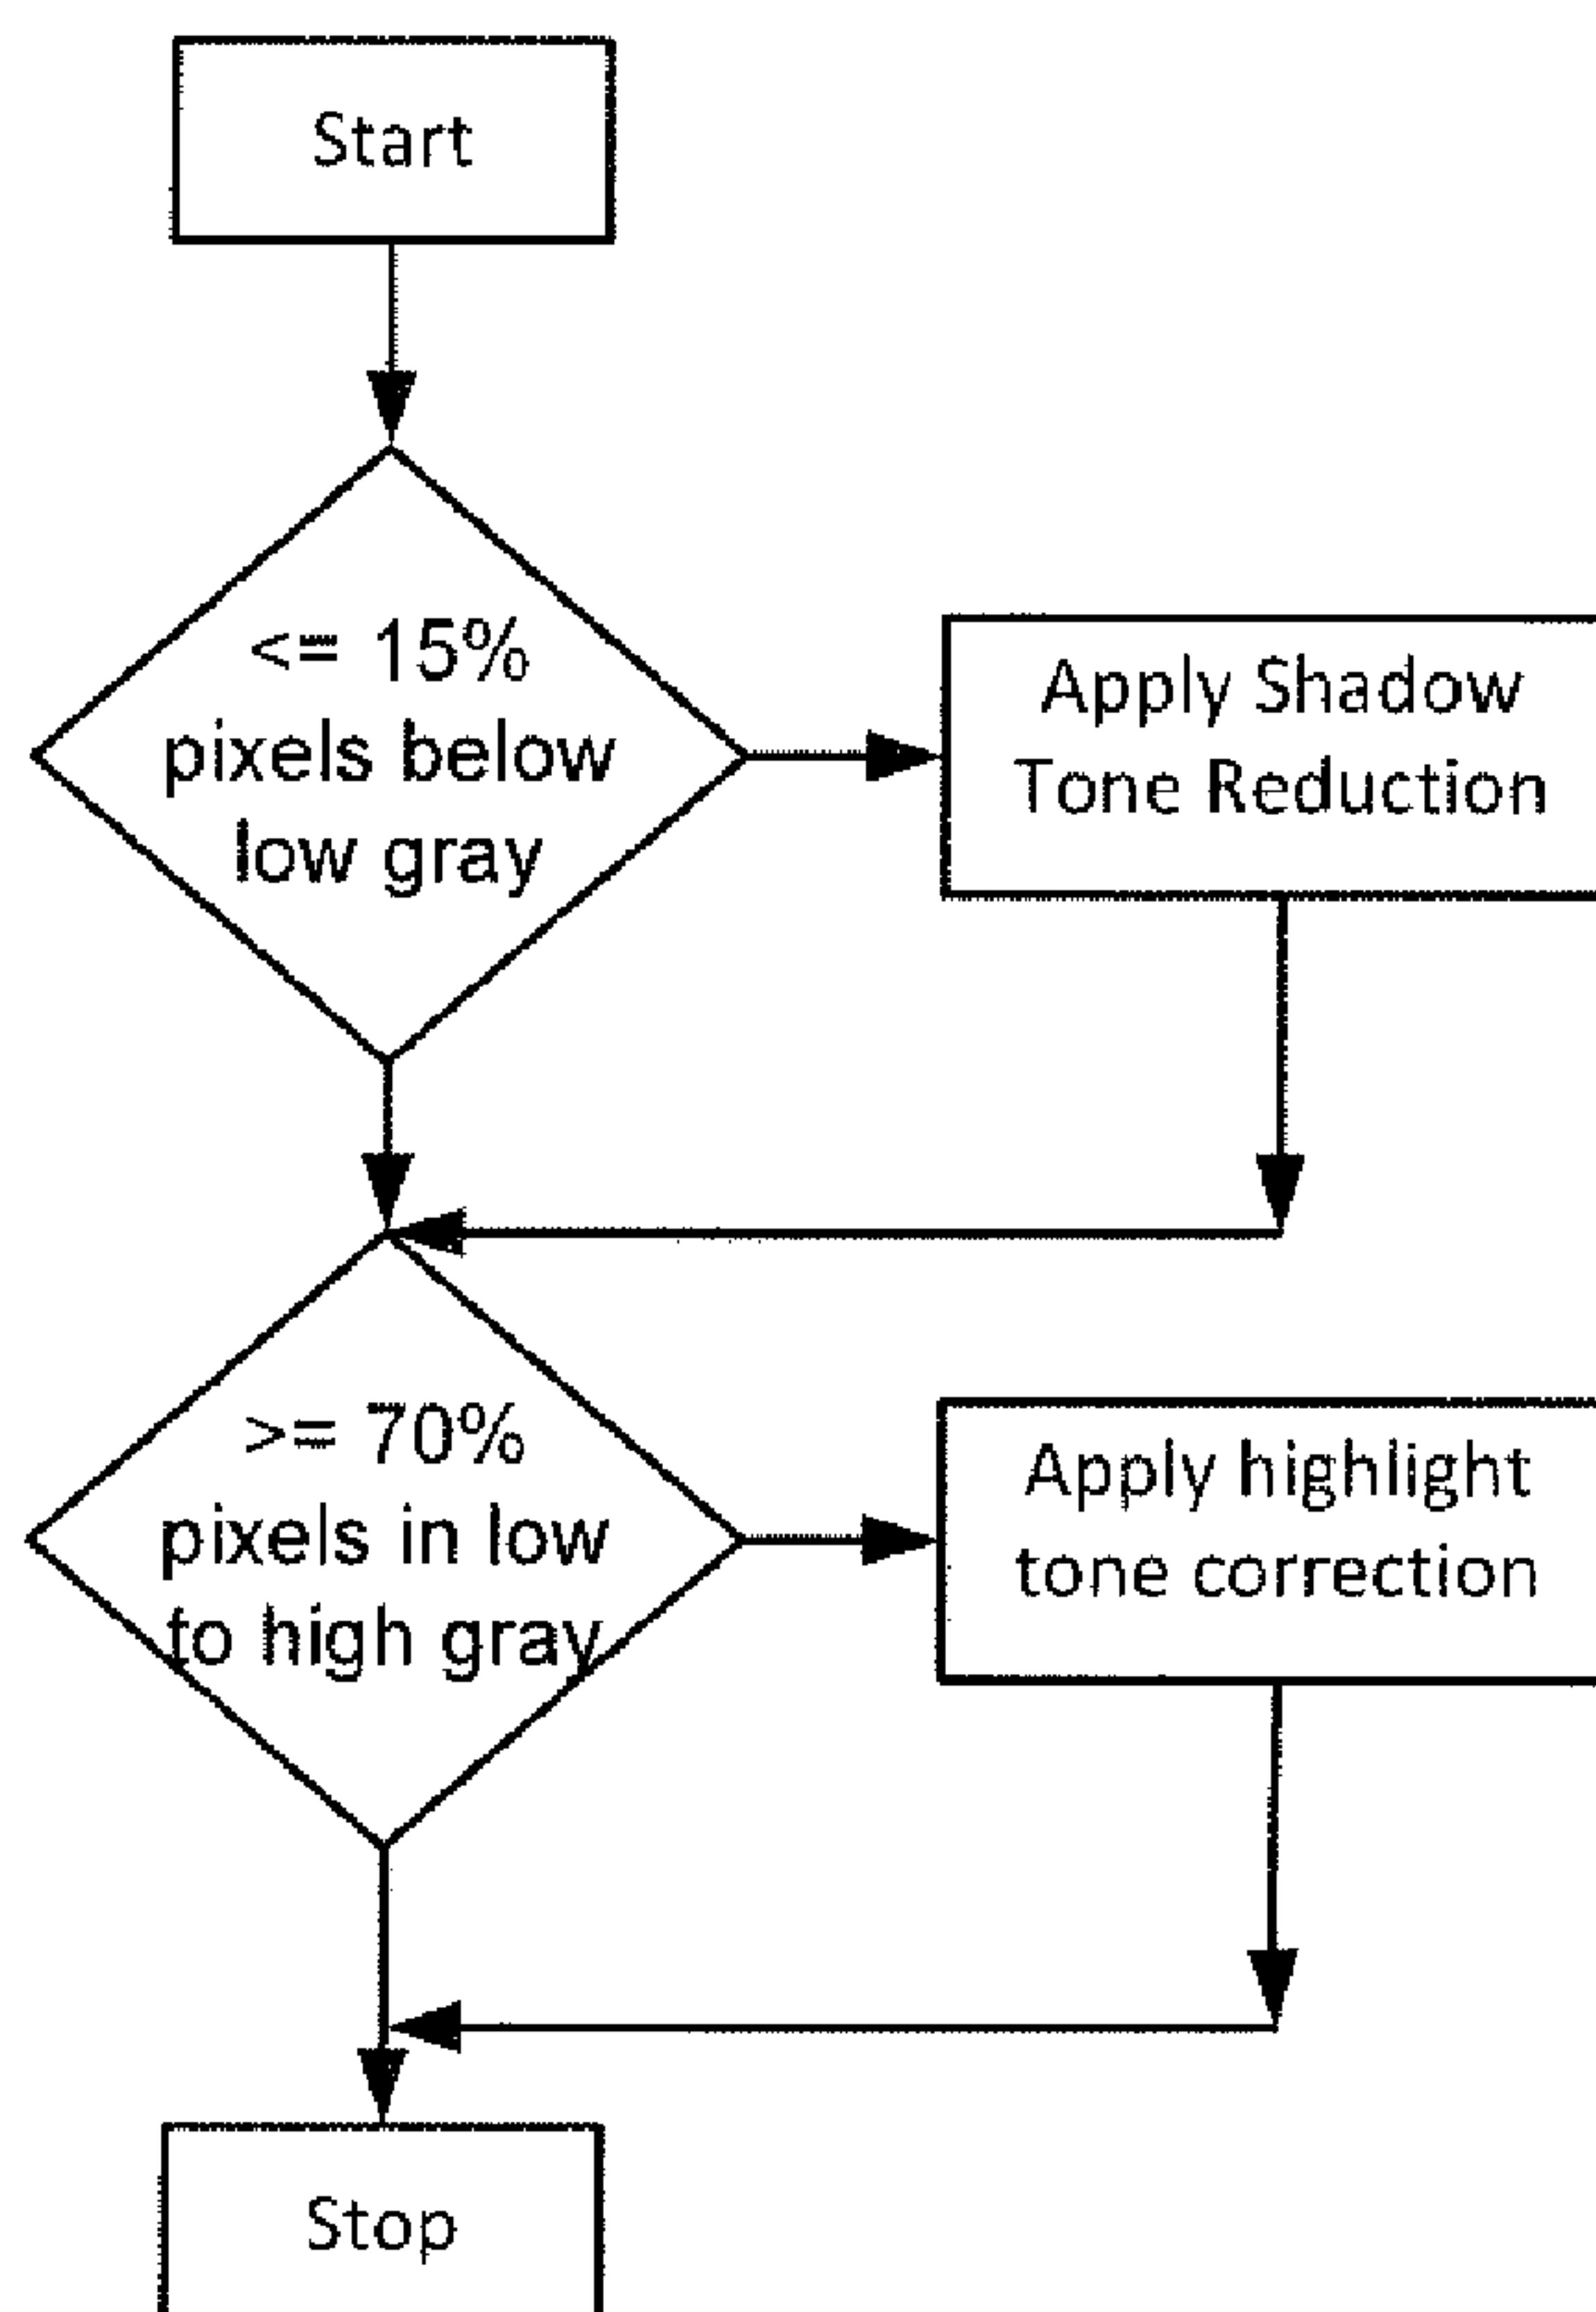 Start
<= 15%
pixels below
low gray
Apply Shadow
Tone Reduction
>= 70%
pixels in low
to high gray
Apply highlight
tone correction
Stop